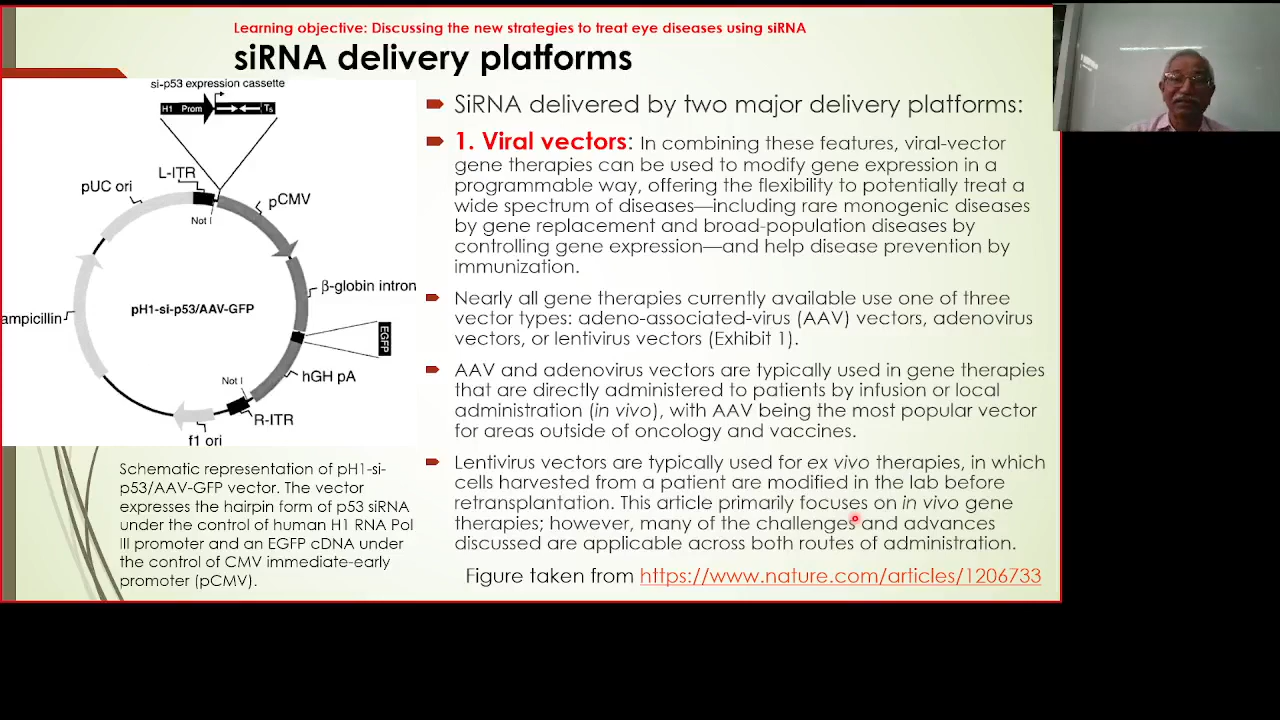 Learning objective: Discussing the new strategies to treat eye diseases using siRNA
siRNA delivery platforms
si-p53 expression cassette
H1 Prom T₅
L-ITR
pUC ori
Not I
pCMV
β-globin intron
ampicillin
pH1-si-p53/AAV-GFP
EGFP
hGH pA
Not I
R-ITR
f1 ori
Schematic representation of pH1-si-
p53/AAV-GFP vector. The vector
expresses the hairpin form of p53 siRNA
under the control of human H1 RNA Pol
III promoter and an EGFP cDNA under
the control of CMV immediate-early
promoter (pCMV).
SiRNA delivered by two major delivery platforms:
1. Viral vectors: In combining these features, viral-vector
gene therapies can be used to modify gene expression in a
programmable way, offering the flexibility to potentially treat a
wide spectrum of diseases—including rare monogenic diseases
by gene replacement and broad-population diseases by
controlling gene expression—and help disease prevention by
immunization.
Nearly all gene therapies currently available use one of three
vector types: adeno-associated-virus (AAV) vectors, adenovirus
vectors, or lentivirus vectors (Exhibit 1).
AAV and adenovirus vectors are typically used in gene therapies
that are directly administered to patients by infusion or local
administration (in vivo), with AAV being the most popular vector
for areas outside of oncology and vaccines.
Lentivirus vectors are typically used for ex vivo therapies, in which
cells harvested from a patient are modified in the lab before
retransplantation. This article primarily focuses on in vivo gene
therapies; however, many of the challenges and advances
discussed are applicable across both routes of administration.
Figure taken from https://www.nature.com/articles/1206733